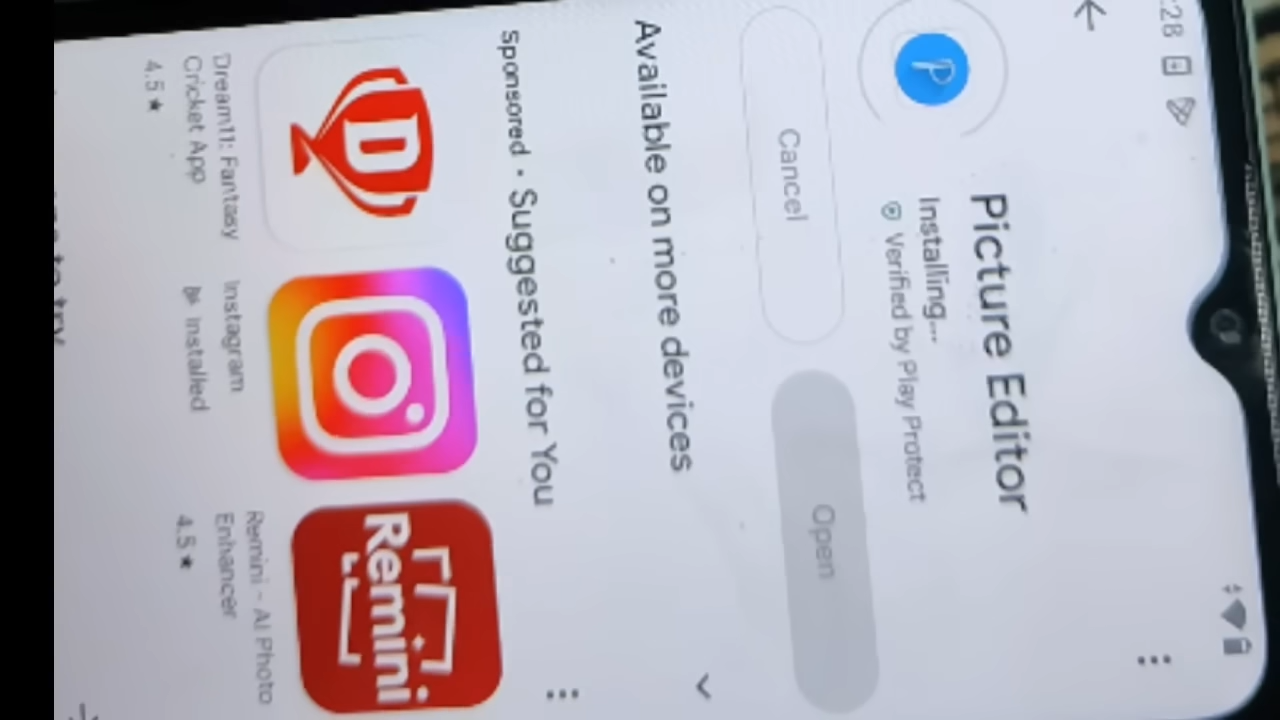 :28
Picture Editor
Installing...
Verified by Play Protect
Cancel
Open
Available on more devices
Sponsored • Suggested for You
D
Remini
Dream11: Fantasy
Cricket App
4.5 ★
Instagram
Installed
Remini - AI Photo
Enhancer
4.5 ★